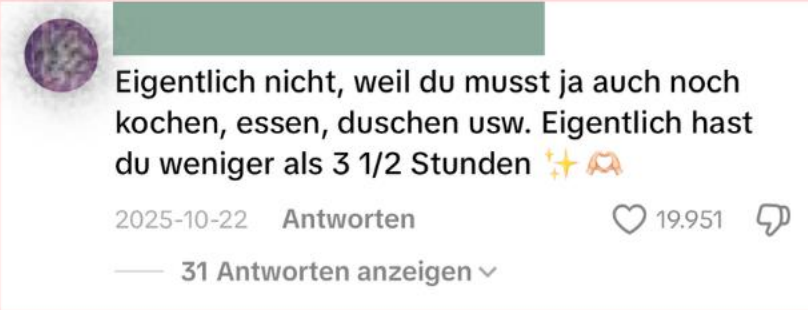 Eigentlich nicht, weil du musst ja auch noch
kochen, essen, duschen usw. Eigentlich hast
du weniger als 3 1/2 Stunden ✨🫶🏻
2025-10-22 Antworten 19.951
31 Antworten anzeigen